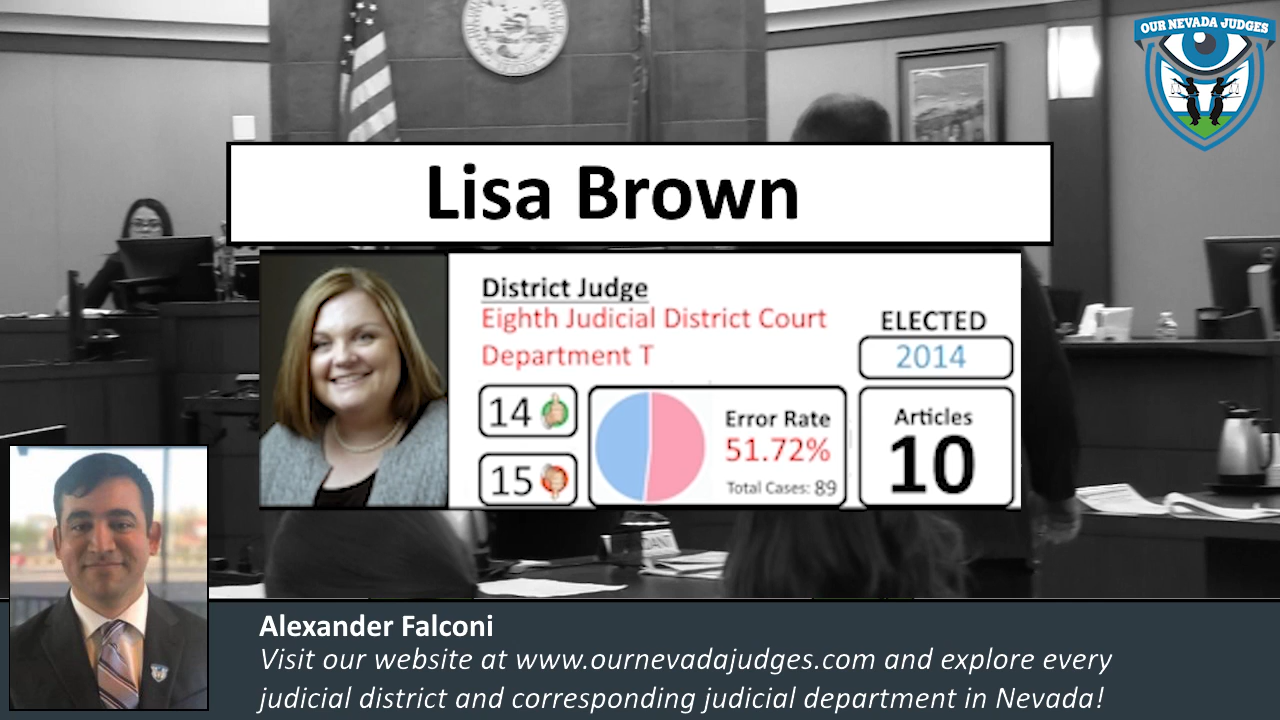 OUR NEVADA JUDGES
Lisa Brown
District Judge
Eighth Judicial District Court
Department T
ELECTED
2014
14
15
Error Rate
51.72%
Total Cases: 89
Articles
10
Alexander Falconi
Visit our website at www.ournevadajudges.com and explore every
judicial district and corresponding judicial department in Nevada!